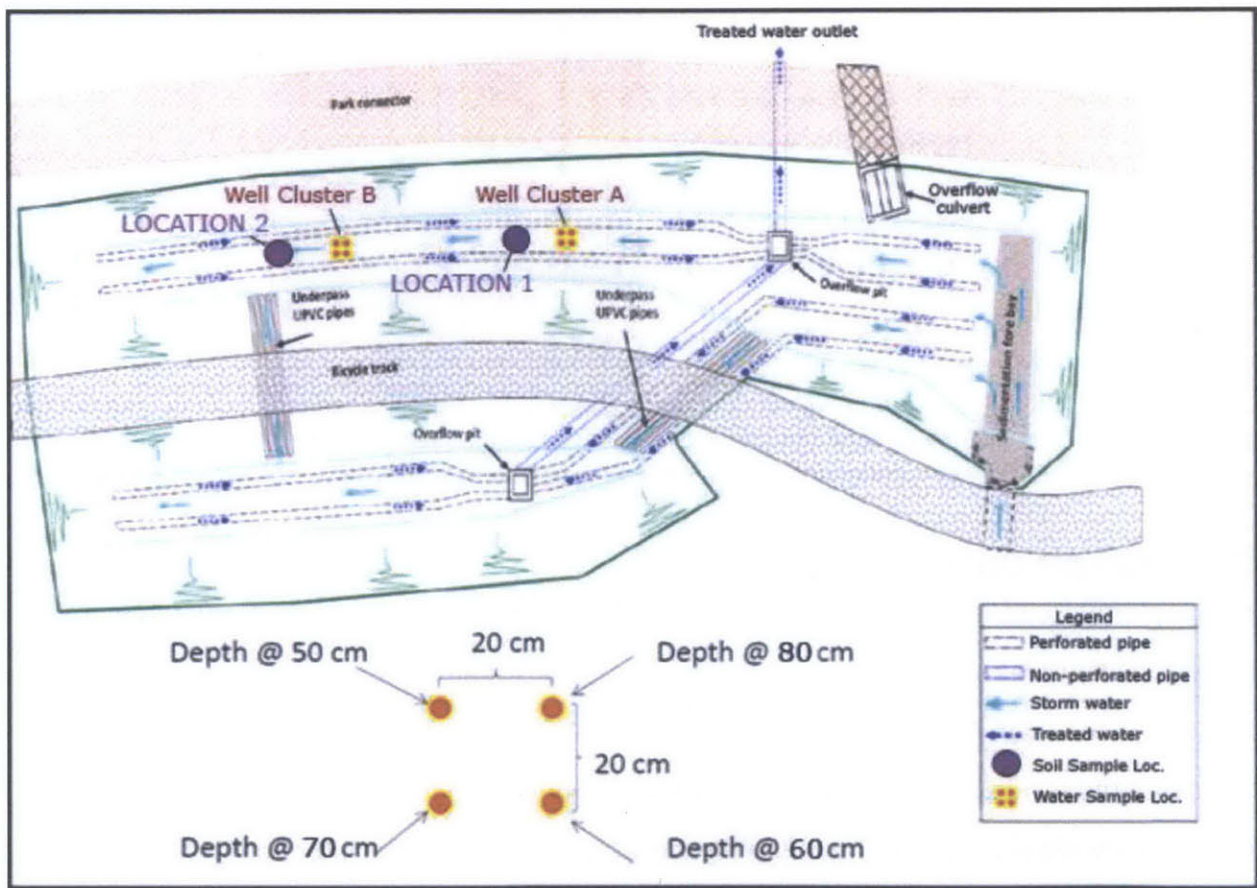 Treated water outlet
Park connector
Well Cluster B
Well Cluster A
Overflow
culvert
LOCATION 2
LOCATION 1
Underpass
UPVC pipes
Underpass
UPVC pipes
Overflow pit
Sedimentation fore bay
Bicycle track
Overflow pit
Legend
Perforated pipe
Non-perforated pipe
Storm water
Treated water
Soil Sample Loc.
Water Sample Loc.
Depth @ 50 cm
20 cm
Depth @ 80 cm
20 cm
Depth @ 70 cm
Depth @ 60 cm